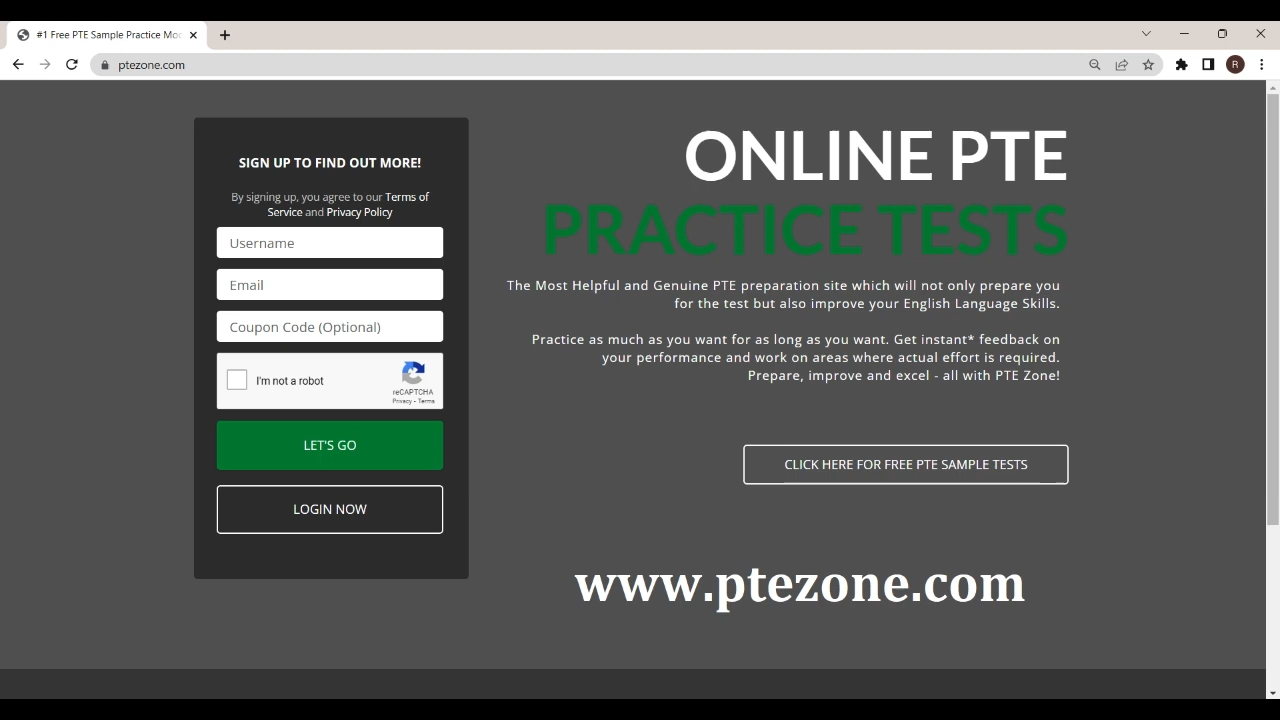 #1 Free PTE Sample Practice Moc
ptezone.com
R
SIGN UP TO FIND OUT MORE!
By signing up, you agree to our Terms of
Service and Privacy Policy
Username
Email
Coupon Code (Optional)
I'm not a robot
reCAPTCHA
Privacy - Terms
LET'S GO
LOGIN NOW
ONLINE PTE
PRACTICE TESTS
The Most Helpful and Genuine PTE preparation site which will not only prepare you
for the test but also improve your English Language Skills.
Practice as much as you want for as long as you want. Get instant* feedback on
your performance and work on areas where actual effort is required.
Prepare, improve and excel - all with PTE Zone!
CLICK HERE FOR FREE PTE SAMPLE TESTS
www.ptezone.com